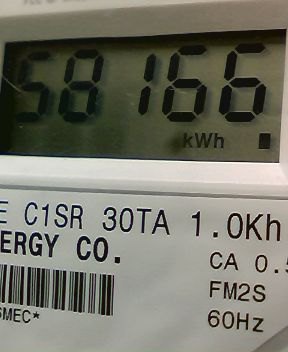 58166
kWh
E C1SR 30TA 1.0Kh
ERGY CO.
CA 0.5
FM2S
SMEC*
60Hz